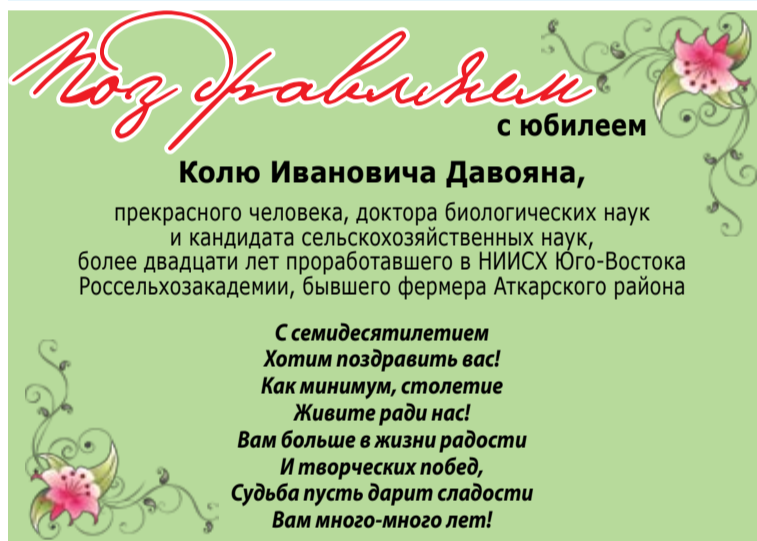 Поздравляем
с юбилеем
Колю Ивановича Давояна,
прекрасного человека, доктора биологических наук
и кандидата сельскохозяйственных наук,
более двадцати лет проработавшего в НИИСХ Юго-Востока
Россельхозакадемии, бывшего фермера Аткарского района
С семидесятилетием
Хотим поздравить вас!
Как минимум, столетие
Живите ради нас!
Вам больше в жизни радости
И творческих побед,
Судьба пусть дарит сладости
Вам много-много лет!